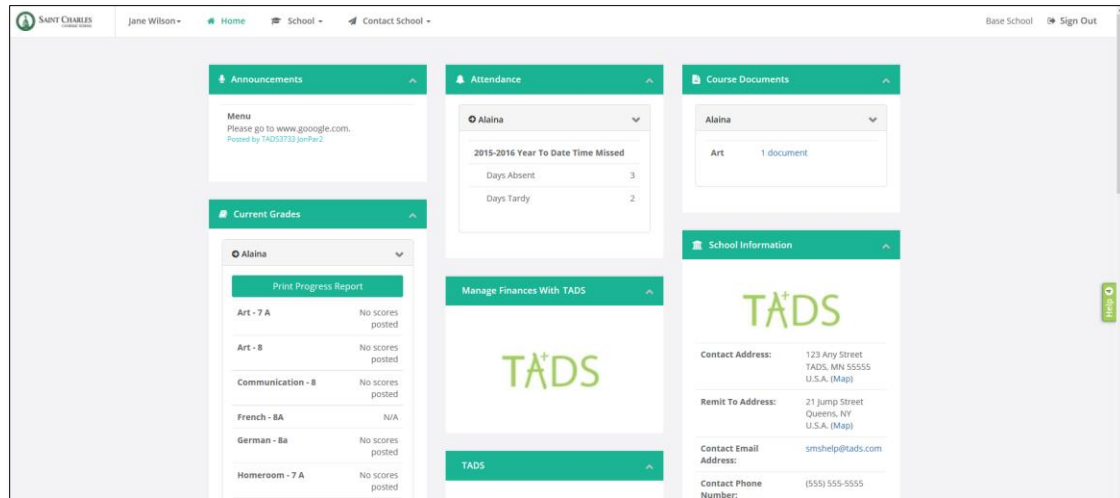 SAINT CHARLES
CATHOLIC SCHOOL
Jane Wilson
Home
School
Contact School
Base School
Sign Out
Announcements
Menu
Please go to www.gooogle.com.
Posted by TADS3733 JonPar2
Current Grades
Alaina
Print Progress Report
Art - 7 A No scores
posted
Art - 8 No scores
posted
Communication - 8 No scores
posted
French - 8A N/A
German - 8a No scores
posted
Homeroom - 7 A No scores
posted
Attendance
Alaina
2015-2016 Year To Date Time Missed
Days Absent 3
Days Tardy 2
Manage Finances With TADS
TADS
TADS
Course Documents
Alaina
Art 1 document
School Information
TADS
Contact Address: 123 Any Street
TADS, MN 55555
U.S.A. (Map)
Remit To Address: 21 Jump Street
Queens, NY
U.S.A. (Map)
Contact Email smshelp@tads.com
Address:
Contact Phone (555) 555-5555
Number:
Help